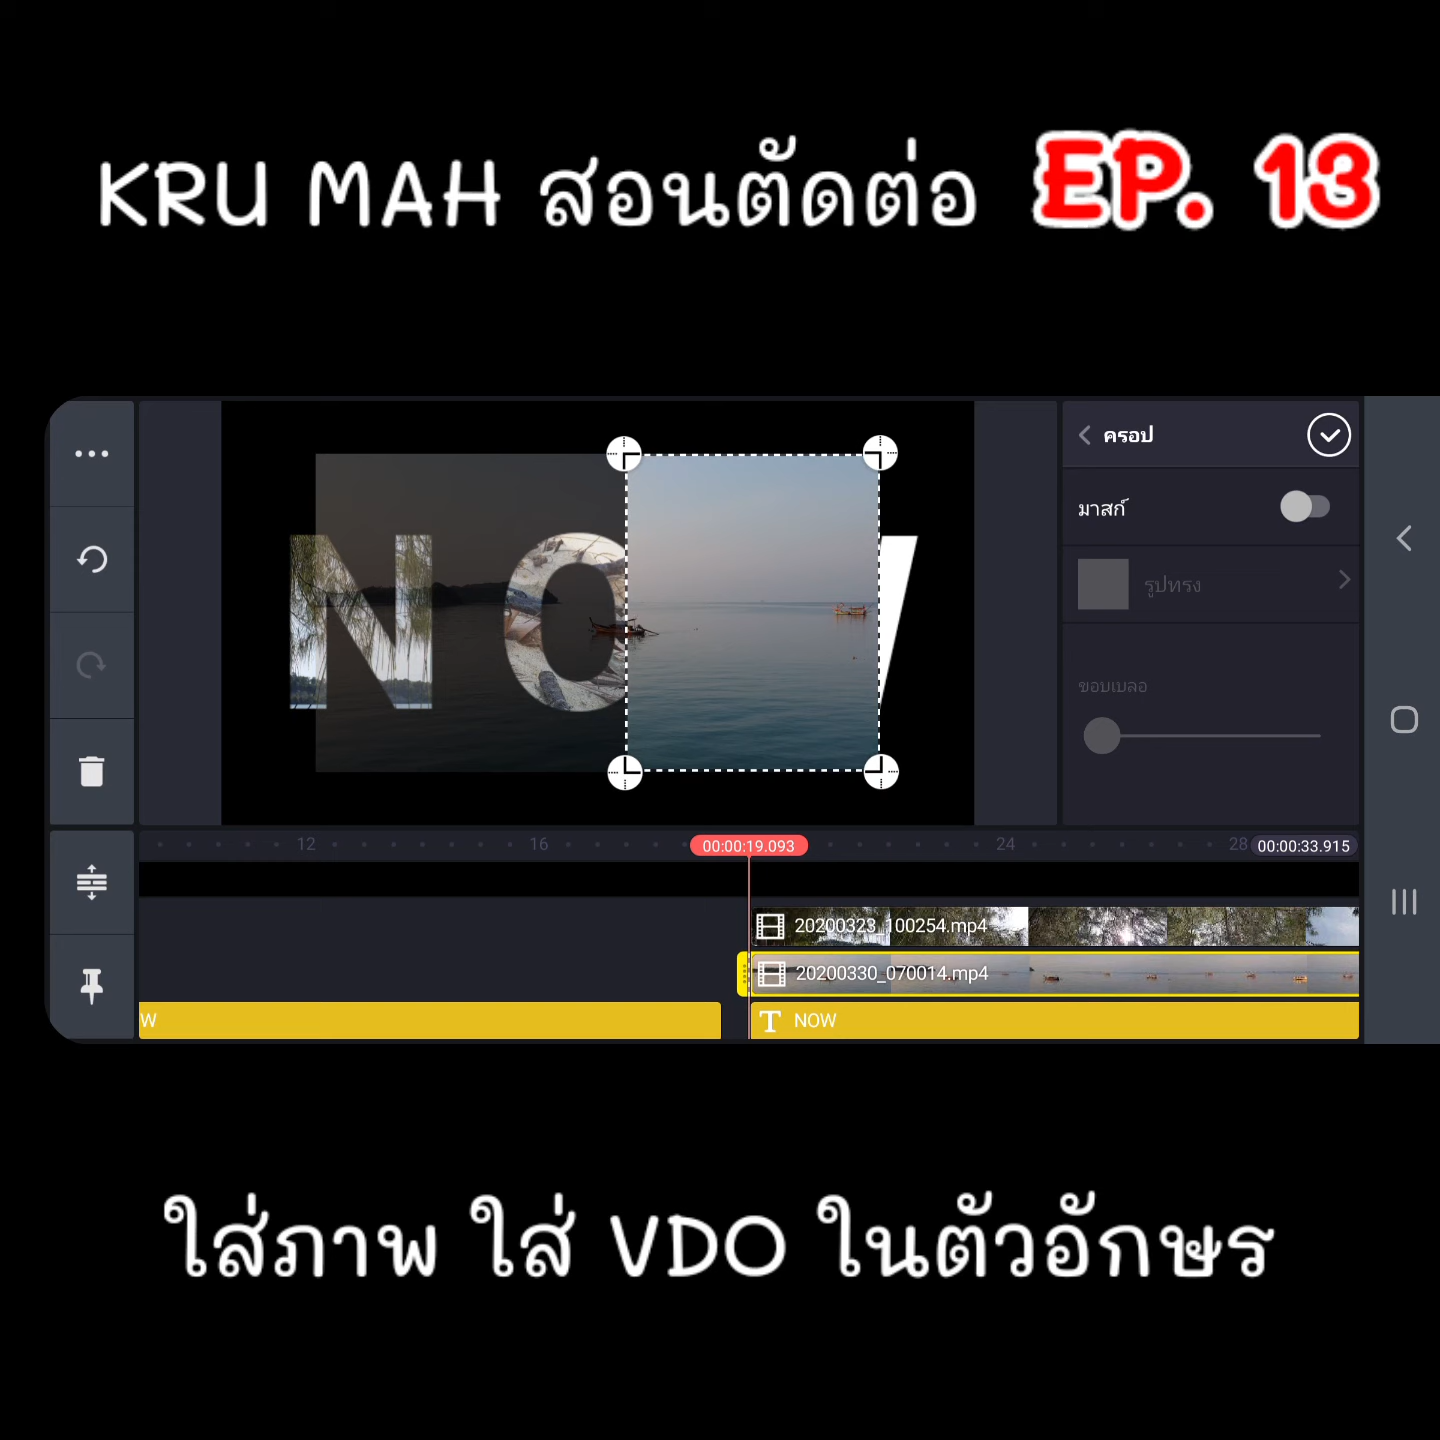 KRU MAH สอนตัดต่อ EP. 13
ครอป
มาสก์
รูปทรง
ขอบเบลอ
NO
12 16 00:00:19.093 24 28 00:00:33.915
20200323_100254.mp4
20200330_070014.mp4
W
NOW
ใส่ภาพ ใส่ VDO ในตัวอักษร